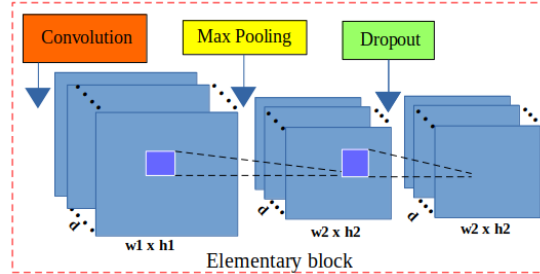 Convolution
Max Pooling
Dropout
d
d
d
w1 x h1
w2 x h2
w2 x h2
Elementary block